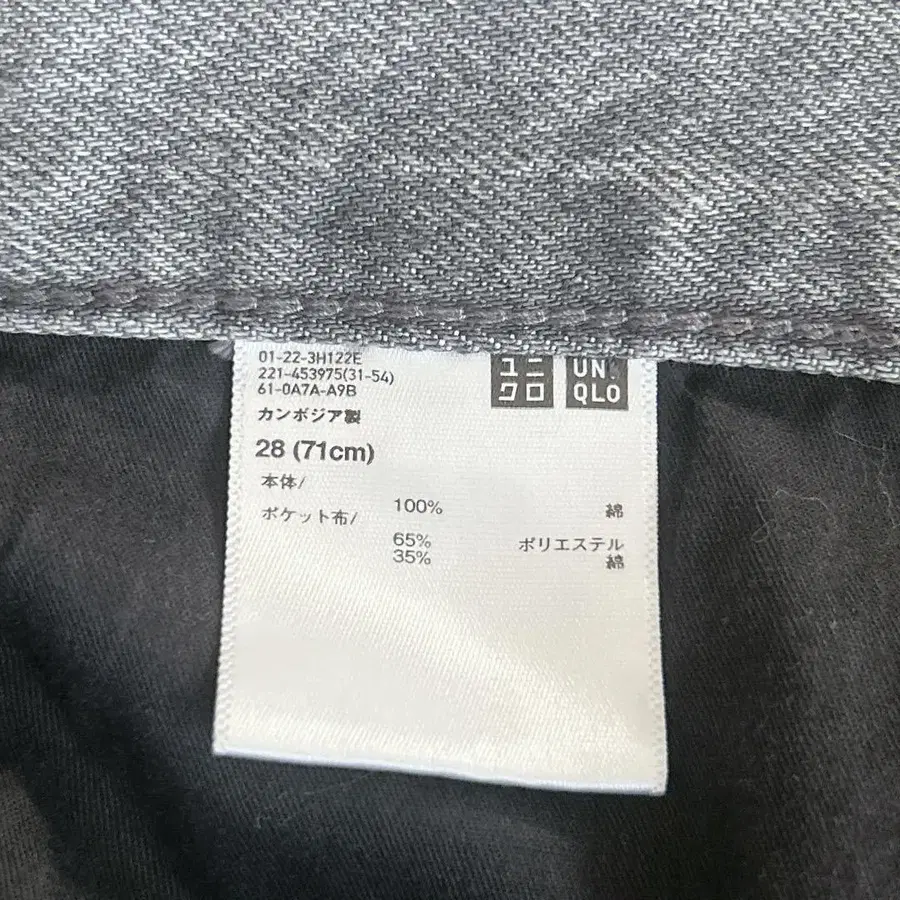 01-22-3H122E
221-453975(31-54)
61-0A7A-A9B
カンボジア製
ユニ
クロ
UNI
QLO
28 (71cm)
本体/
100% 綿
ポケット布/
65% ポリエステル
35% 綿